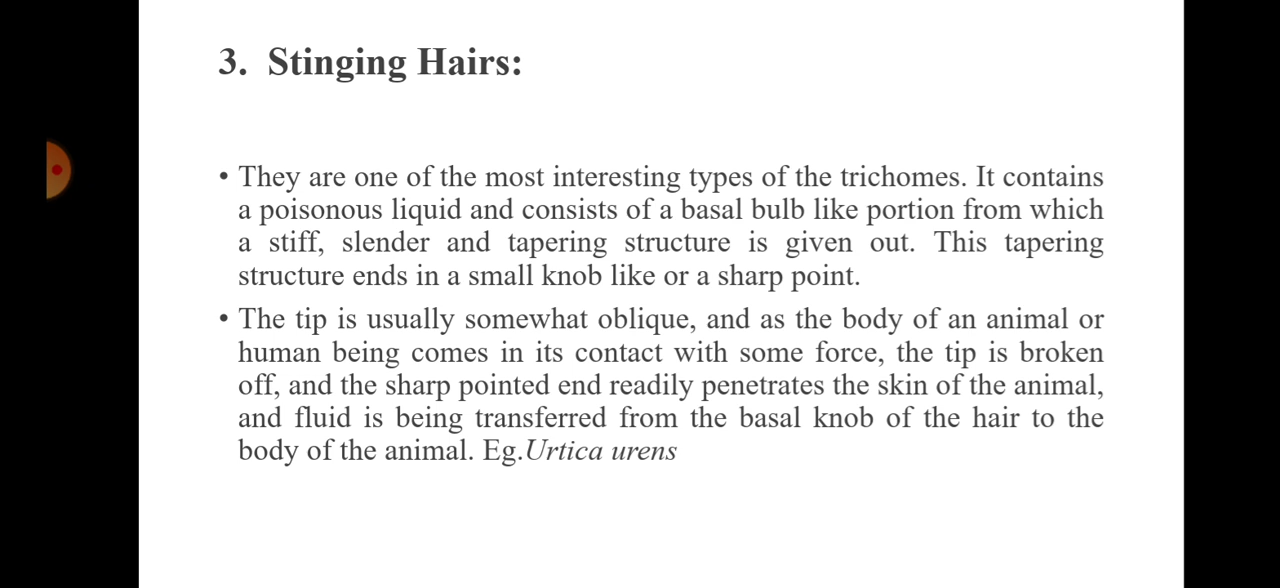 3. Stinging Hairs:
• They are one of the most interesting types of the trichomes. It contains
a poisonous liquid and consists of a basal bulb like portion from which
a stiff, slender and tapering structure is given out. This tapering
structure ends in a small knob like or a sharp point.
• The tip is usually somewhat oblique, and as the body of an animal or
human being comes in its contact with some force, the tip is broken
off, and the sharp pointed end readily penetrates the skin of the animal,
and fluid is being transferred from the basal knob of the hair to the
body of the animal. Eg.Urtica urens